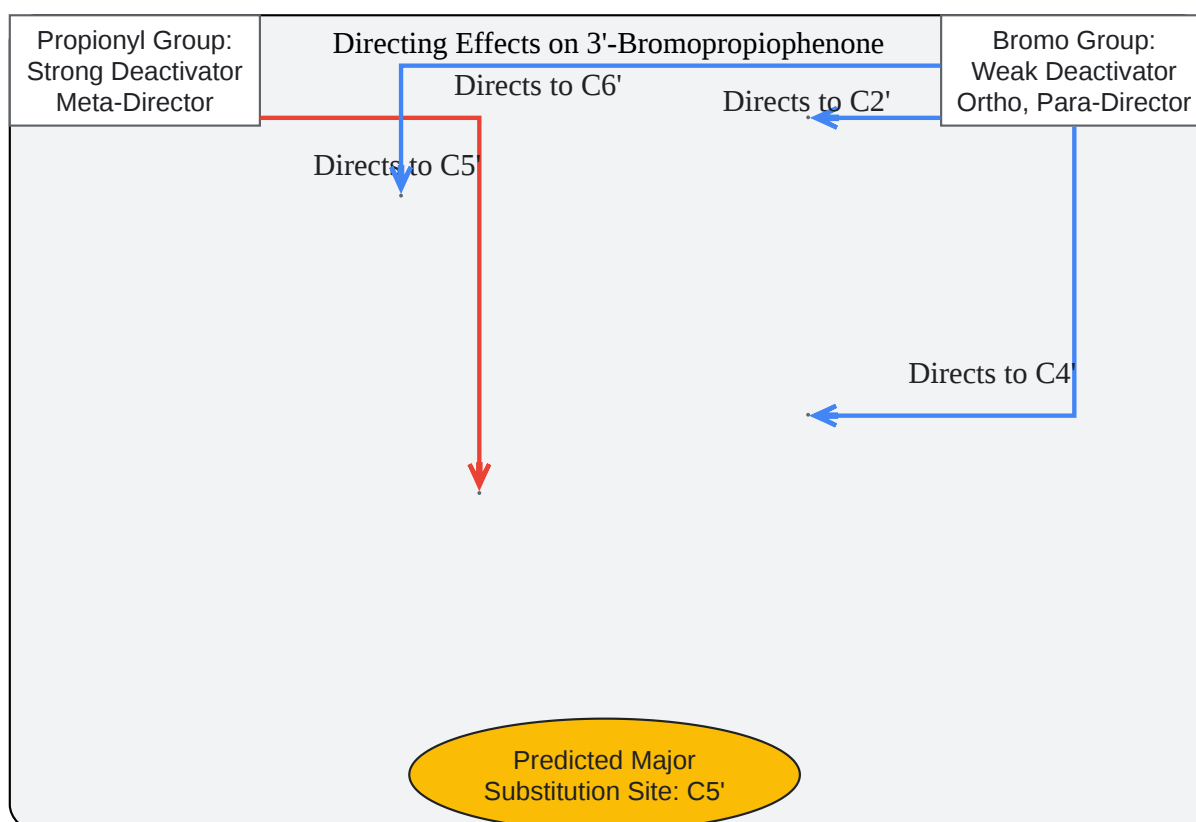 Propionyl Group:
Strong Deactivator
Meta-Director
Directing Effects on 3'-Bromopropiophenone
Bromo Group:
Weak Deactivator
Ortho, Para-Director
Directs to C6'
Directs to C2'
Directs to C5'
Directs to C4'
Predicted Major
Substitution Site: C5'